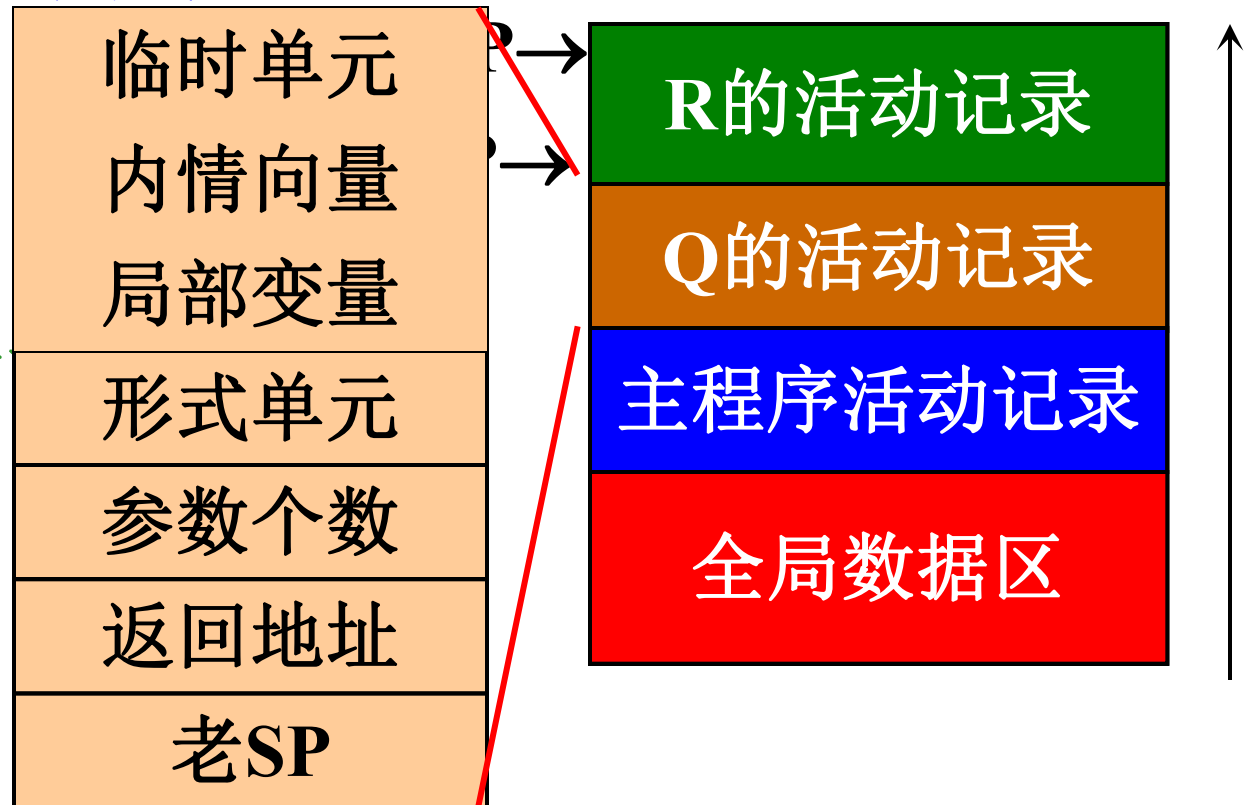 临时单元
内情向量
局部变量
形式单元
参数个数
返回地址
老SP
R的活动记录
Q的活动记录
主程序活动记录
全局数据区